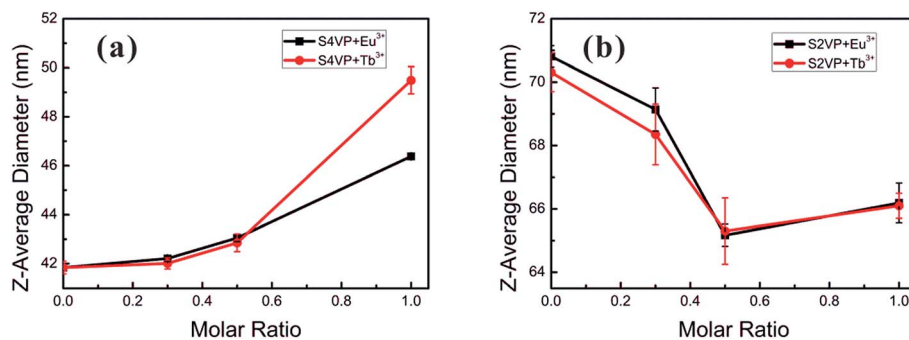 (a)
S4VP+Eu³⁺
S4VP+Tb³⁺
Z-Average Diameter (nm)
52
50
48
46
44
42
0.0 0.2 0.4 0.6 0.8 1.0
Molar Ratio
(b)
S2VP+Eu³⁺
S2VP+Tb³⁺
Z-Average Diameter (nm)
72
70
68
66
64
0.0 0.2 0.4 0.6 0.8 1.0
Molar Ratio